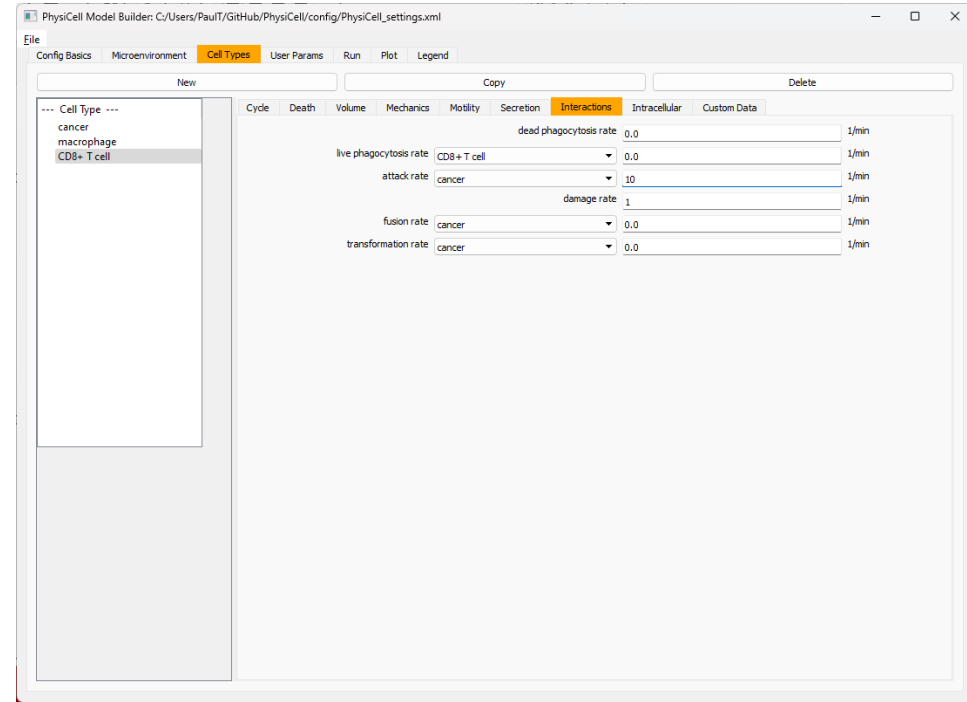 PhysiCell Model Builder: C:/Users/PaulT/GitHub/PhysiCell/config/PhysiCell_settings.xml
File
Config Basics Microenvironment Cell Types User Params Run Plot Legend
New Copy Delete
--- Cell Type ---
cancer
macrophage
CD8+ T cell
Cycle Death Volume Mechanics Motility Secretion Interactions Intracellular Custom Data
dead phagocytosis rate 0.0 1/min
live phagocytosis rate CD8+ T cell 0.0 1/min
attack rate cancer 10 1/min
damage rate 1 1/min
fusion rate cancer 0.0 1/min
transformation rate cancer 0.0 1/min